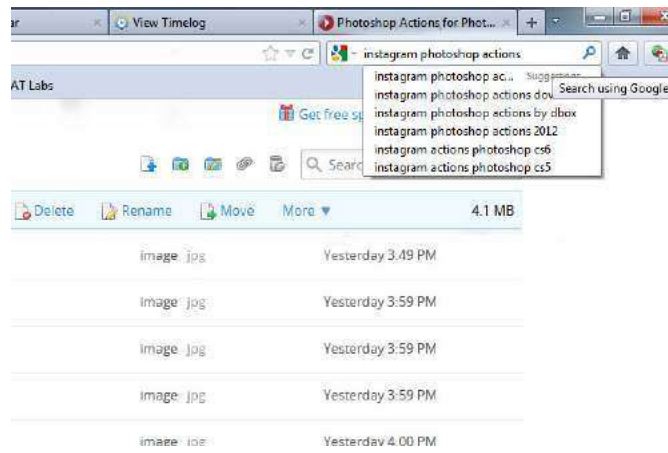 ar
View Timelog
Photoshop Actions for Phot...
instagram photoshop actions
instagram photoshop ac... Suggestions
instagram photoshop actions dov
Search using Google
instagram photoshop actions by dbox
instagram photoshop actions 2012
instagram actions photoshop cs6
instagram actions photoshop cs5
AT Labs
Get free sp
Searc
Delete Rename Move More ▼ 4.1 MB
image jpg Yesterday 3:49 PM
image jpg Yesterday 3:59 PM
image jpg Yesterday 3:59 PM
image jpg Yesterday 3:59 PM
image jpg Yesterday 4:00 PM